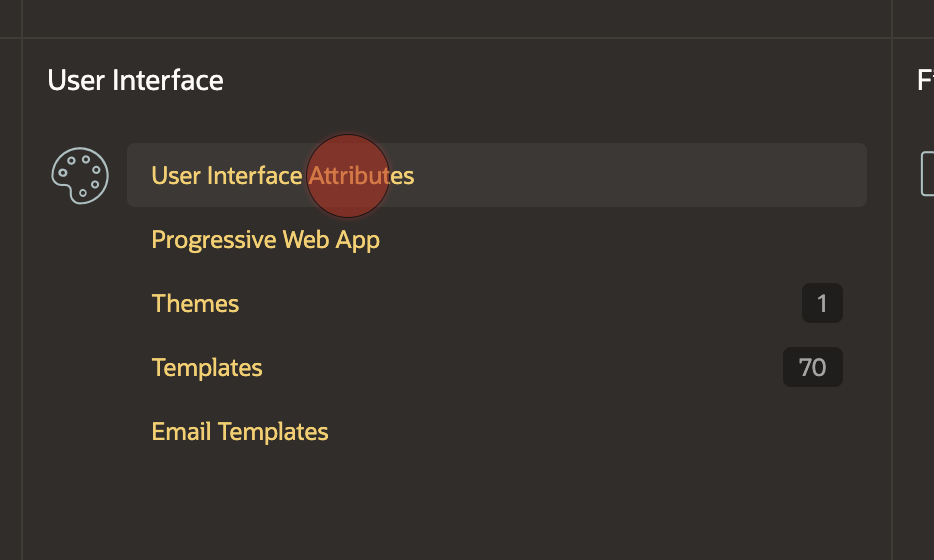 User Interface
User Interface Attributes
Progressive Web App
Themes 1
Templates 70
Email Templates